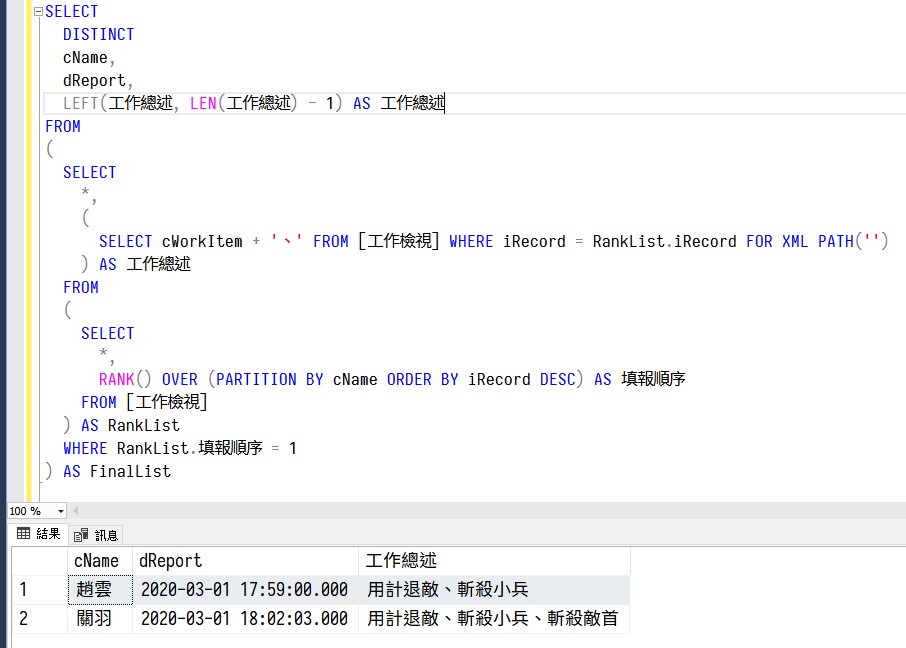 SELECT
DISTINCT
cName,
dReport,
LEFT(工作總述, LEN(工作總述) - 1) AS 工作總述
FROM
(
SELECT
*,
(
SELECT cWorkItem + '、' FROM [工作檢視] WHERE iRecord = RankList.iRecord FOR XML PATH('')
) AS 工作總述
FROM
(
SELECT
*,
RANK() OVER (PARTITION BY cName ORDER BY iRecord DESC) AS 填報順序
FROM [工作檢視]
) AS RankList
WHERE RankList.填報順序 = 1
) AS FinalList
100 %
結果 訊息
cName dReport 工作總述
1 趙雲 2020-03-01 17:59:00.000 用計退敵、斬殺小兵
2 關羽 2020-03-01 18:02:03.000 用計退敵、斬殺小兵、斬殺敵首